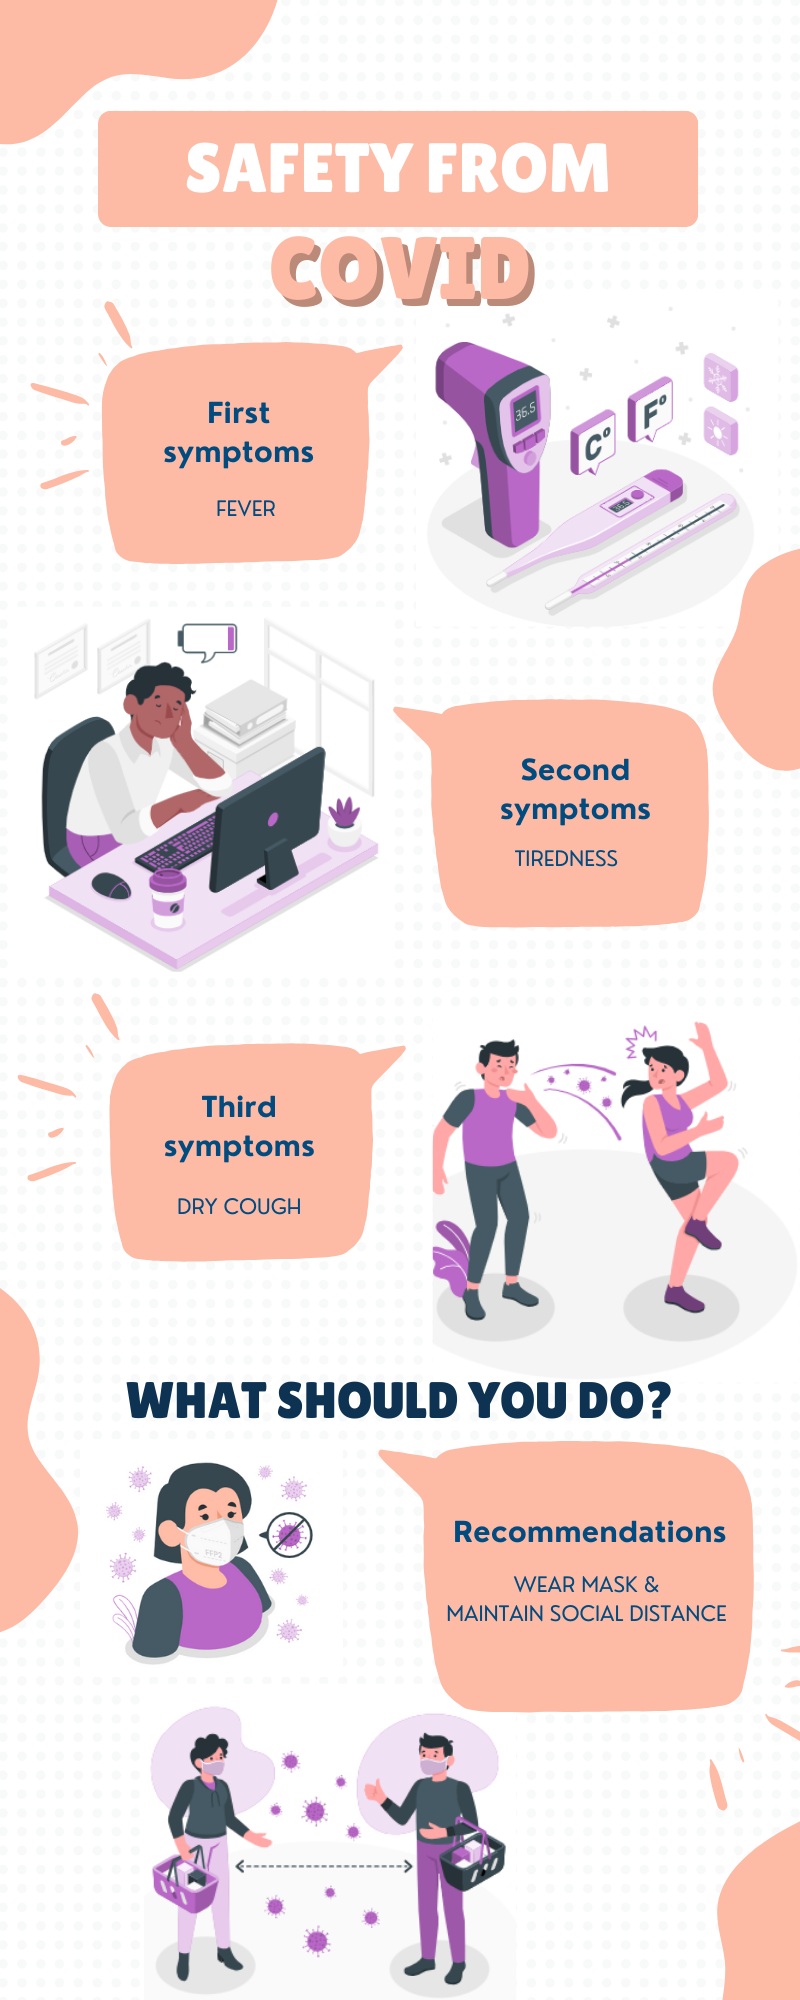 SAFETY FROM
COVID
First
symptoms
FEVER
36.5
C°
F°
Second
symptoms
TIREDNESS
Third
symptoms
DRY COUGH
WHAT SHOULD YOU DO?
Recommendations
WEAR MASK &
MAINTAIN SOCIAL DISTANCE
FFP2